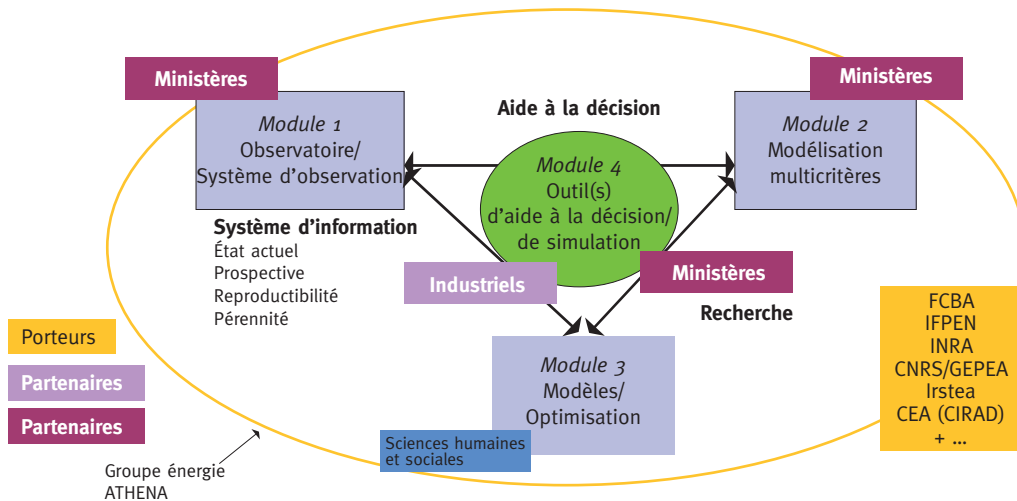 Ministères
Ministères
Module 1
Observatoire/
Système d'observation
Aide à la décision
Module 2
Modélisation
multicritères
Module 4
Outil(s)
d'aide à la décision/
de simulation
Système d'information
État actuel
Prospective
Reproductibilité
Pérennité
Industriels
Ministères
Recherche
Module 3
Modèles/
Optimisation
Sciences humaines
et sociales
Porteurs
Partenaires
Partenaires
Groupe énergie
ATHENA
FCBA
IFPEN
INRA
CNRS/GEPEA
Irstea
CEA (CIRAD)
+ ...